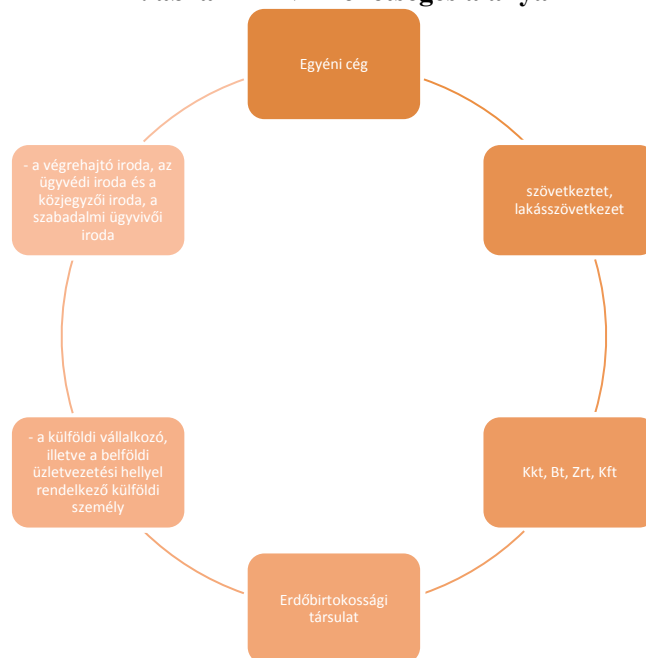 Egyéni cég
szövetkeztet,
lakásszövetkezet
Kkt, Bt, Zrt, Kft
Erdőbirtokossági
társulat
- a külföldi vállalkozó,
illetve a belföldi
üzletvezetési hellyel
rendelkező külföldi
személy
- a végrehajtó iroda, az
ügyvédi iroda és a
közjegyzői iroda, a
szabadalmi ügyvivői
iroda